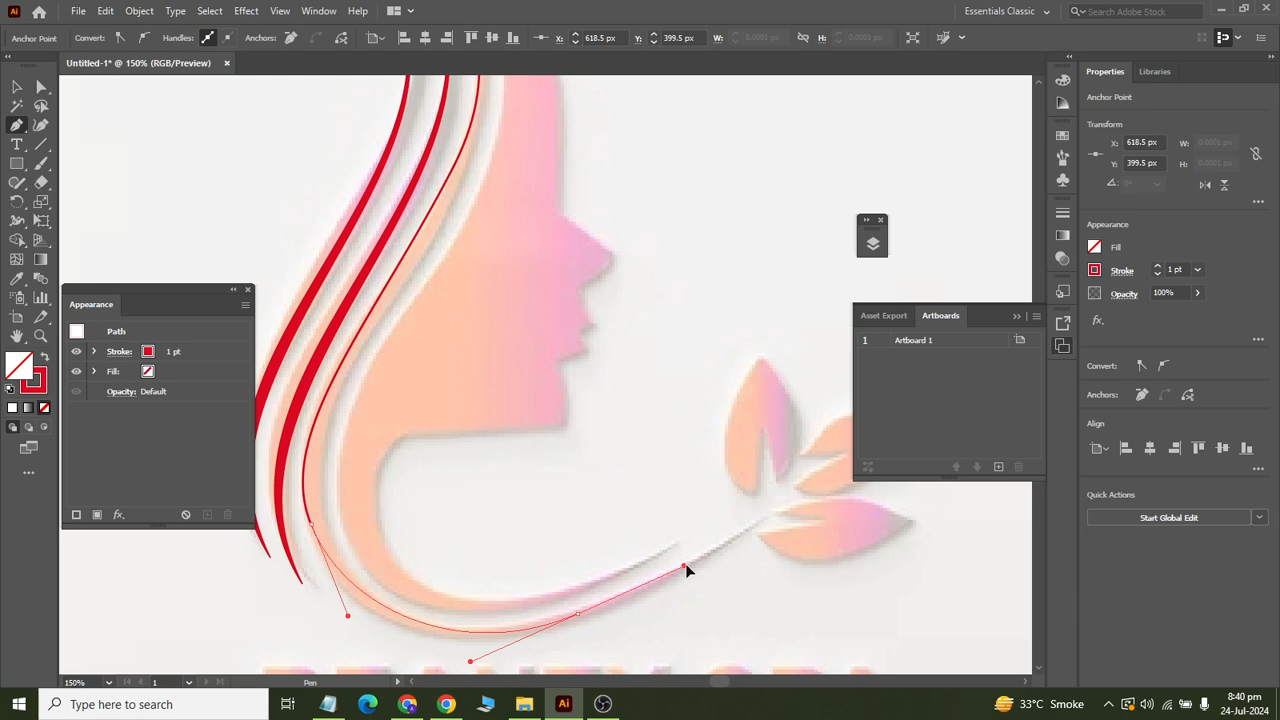 Ai File Edit Object Type Select Effect View Window Help Essentials Classic Search Adobe Stock
Anchor Point Convert: Handles: Anchors: X: 618.5 px Y: 399.5 px W: 0.0001 px H: 0.0001 px
Untitled-1* @ 150% (RGB/Preview)
Properties Libraries
Anchor Point
Transform
X: 618.5 px W: 0.0001 px
Y: 399.5 px H: 0.0001 px
0°
Appearance
Fill
Stroke 1 pt
Opacity 100%
fx.
Convert:
Anchors:
Align
Quick Actions
Start Global Edit
Appearance
Path
Stroke: 1 pt
Fill:
Opacity: Default
fx.
Asset Export Artboards
1 Artboard 1
150% 1 Pen
Type here to search
Ai
33°C Smoke
8:40 pm
24-Jul-2024